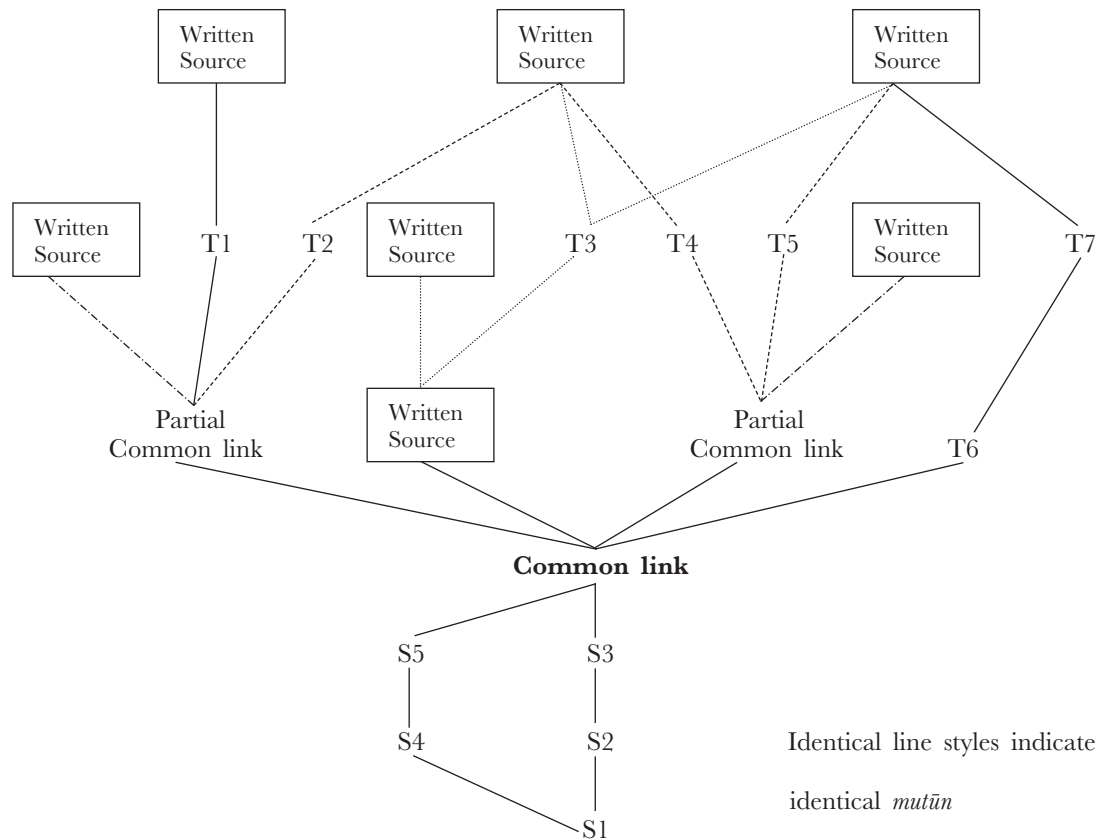 Written
Source
Written
Source
Written
Source
Written
Source
T1
T2
Written
Source
T3
T4
T5
Written
Source
T7
Partial
Common link
Written
Source
Partial
Common link
T6
Common link
S5
S3
S4
S2
Identical line styles indicate
identical mutūn
S1